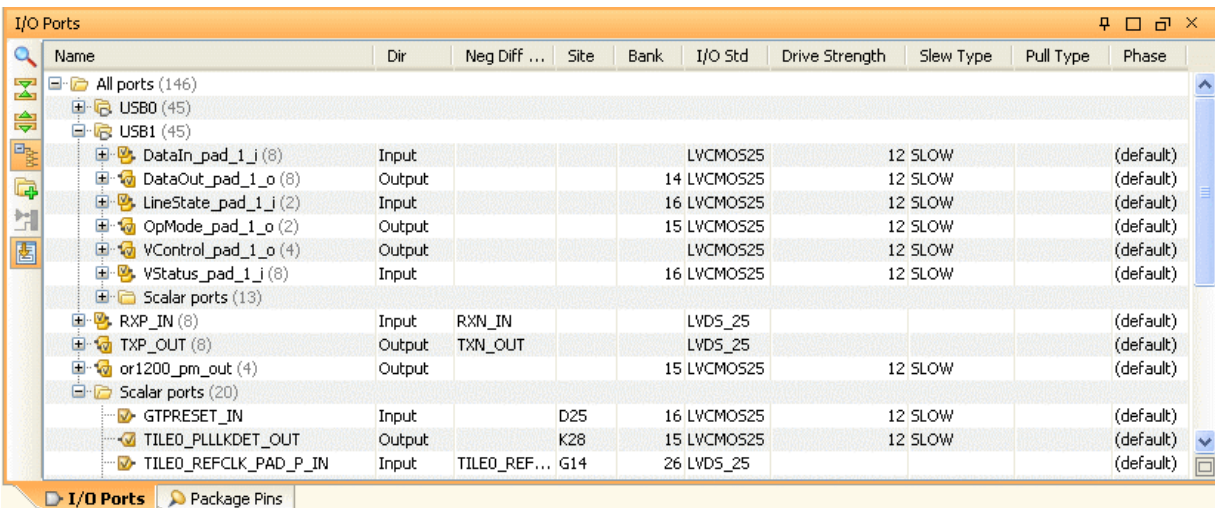 I/O Ports
Name Dir Neg Diff ... Site Bank I/O Std Drive Strength Slew Type Pull Type Phase
All ports (146)
USB0 (45)
USB1 (45)
DataIn_pad_1_i (8) Input LVCMOS25 12 SLOW (default)
DataOut_pad_1_o (8) Output 14 LVCMOS25 12 SLOW (default)
LineState_pad_1_i (2) Input 16 LVCMOS25 12 SLOW (default)
OpMode_pad_1_o (2) Output 15 LVCMOS25 12 SLOW (default)
VControl_pad_1_o (4) Output LVCMOS25 12 SLOW (default)
VStatus_pad_1_i (8) Input 16 LVCMOS25 12 SLOW (default)
Scalar ports (13)
RXP_IN (8) Input RXN_IN LVDS_25 (default)
TXP_OUT (8) Output TXN_OUT LVDS_25 (default)
or1200_pm_out (4) Output 15 LVCMOS25 12 SLOW (default)
Scalar ports (20)
GTPRESET_IN Input D25 16 LVCMOS25 12 SLOW (default)
TILE0_PLLLKDET_OUT Output K28 15 LVCMOS25 12 SLOW (default)
TILE0_REFCLK_PAD_P_IN Input TILE0_REF... G14 26 LVDS_25 (default)
I/O Ports Package Pins